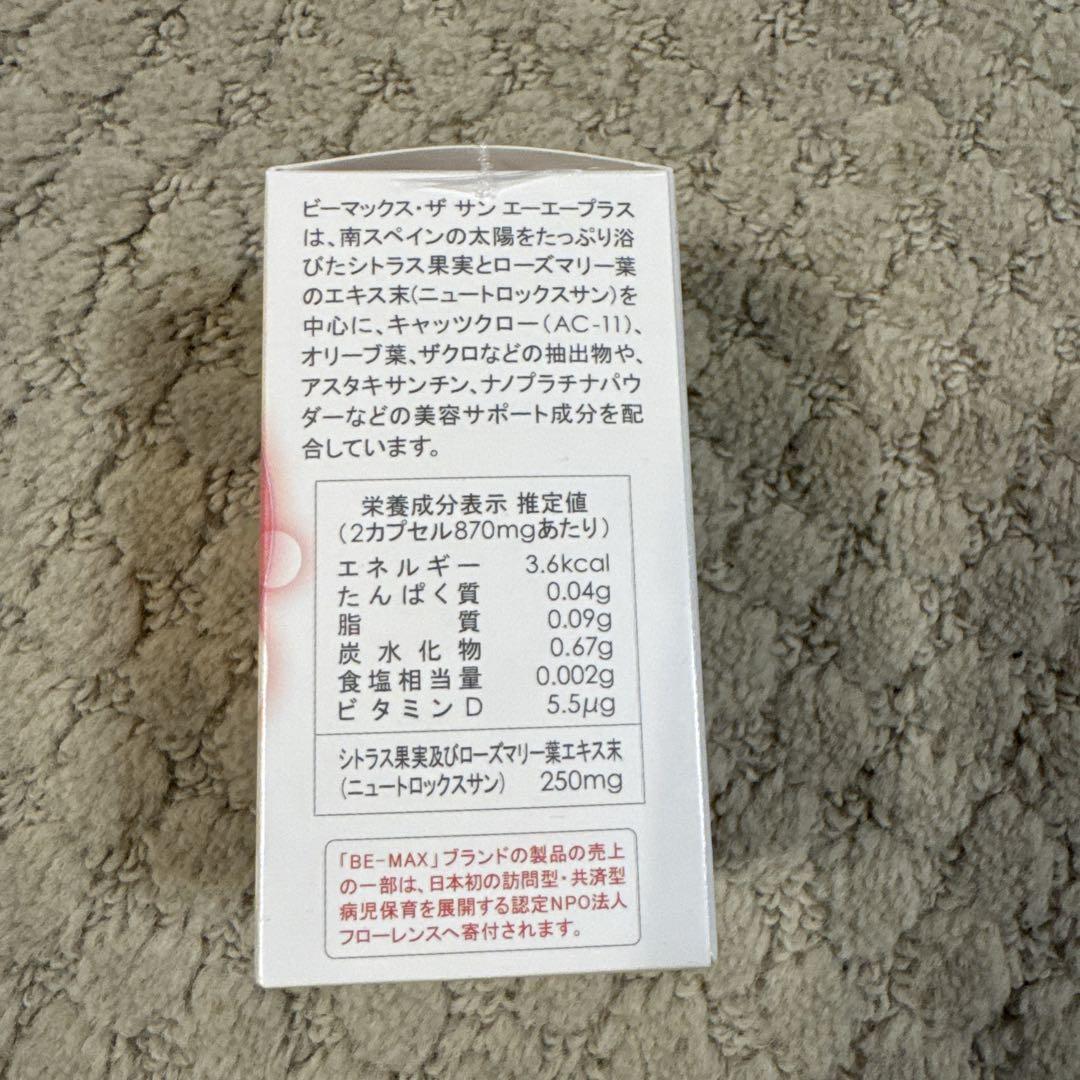 ビーマックス・ザ サン エーエープラス
は、南スペインの太陽をたっぷり浴
びたシトラス果実とローズマリー葉
のエキス末(ニュートロックスサン)を
中心に、キャッツクロー(AC-11)、
オリーブ葉、ザクロなどの抽出物や、
アスタキサンチン、ナノプラチナパウ
ダーなどの美容サポート成分を配
合しています。
栄養成分表示 推定値
(2カプセル870mgあたり)
エネルギー 3.6kcal
たんぱく質 0.04g
脂質 0.09g
炭水化物 0.67g
食塩相当量 0.002g
ビタミンD 5.5μg
シトラス果実及びローズマリー葉エキス末
(ニュートロックスサン) 250mg
「BE-MAX」ブランドの製品の売上
の一部は、日本初の訪問型・共済型
病児保育を展開する認定NPO法人
フローレンスへ寄付されます。